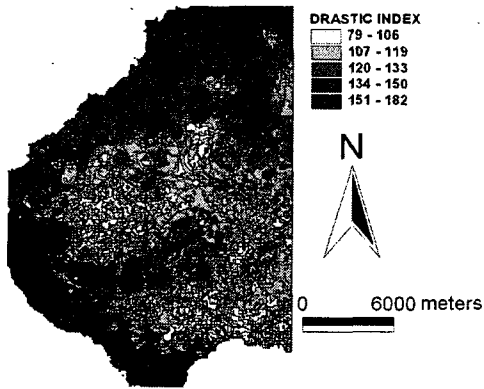 DRASTIC INDEX
79 - 106
107 - 119
120 - 133
134 - 150
151 - 182
N
0 6000 meters